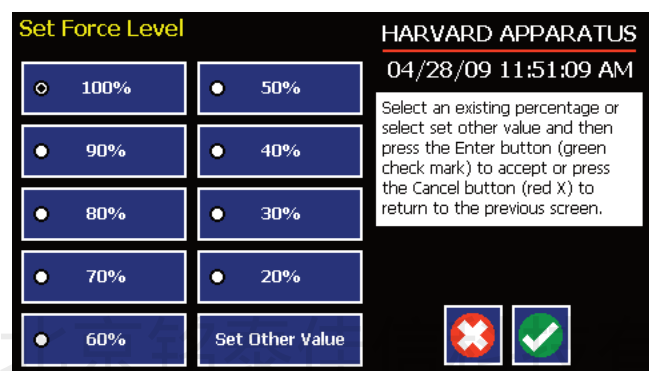 Set Force Level
HARVARD APPARATUS
04/28/09 11:51:09 AM
100%
50%
90%
40%
80%
30%
70%
20%
60%
Set Other Value
Select an existing percentage or
select set other value and then
press the Enter button (green
check mark) to accept or press
the Cancel button (red X) to
return to the previous screen.